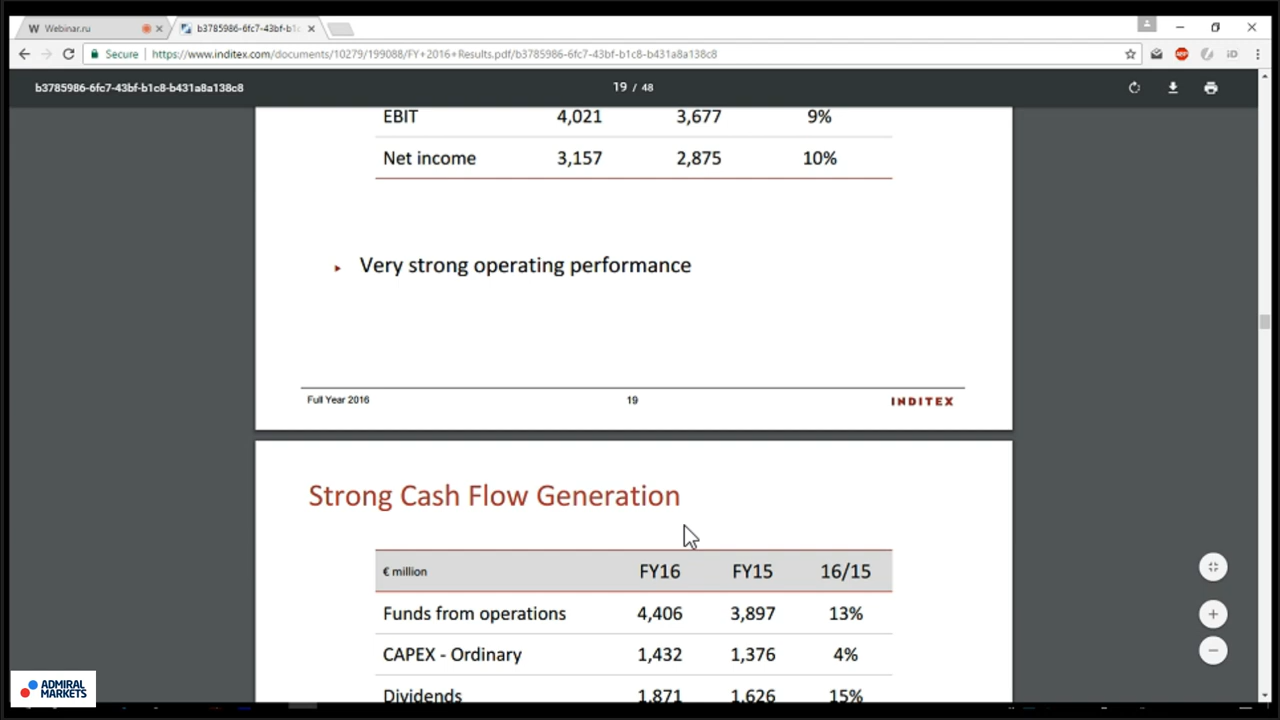 Webinar.ru
b3785986-6fc7-43bf-b1c
Secure https://www.inditex.com/documents/10279/199088/FY+2016+Results.pdf/b3785986-6fc7-43bf-b1c8-b431a8a138c8
b3785986-6fc7-43bf-b1c8-b431a8a138c8 19 / 48
EBIT 4,021 3,677 9%
Net income 3,157 2,875 10%
Very strong operating performance
Full Year 2016 19 INDITEX
Strong Cash Flow Generation
€ million FY16 FY15 16/15
Funds from operations 4,406 3,897 13%
CAPEX - Ordinary 1,432 1,376 4%
Dividends 1,871 1,626 15%
ADMIRAL
MARKETS